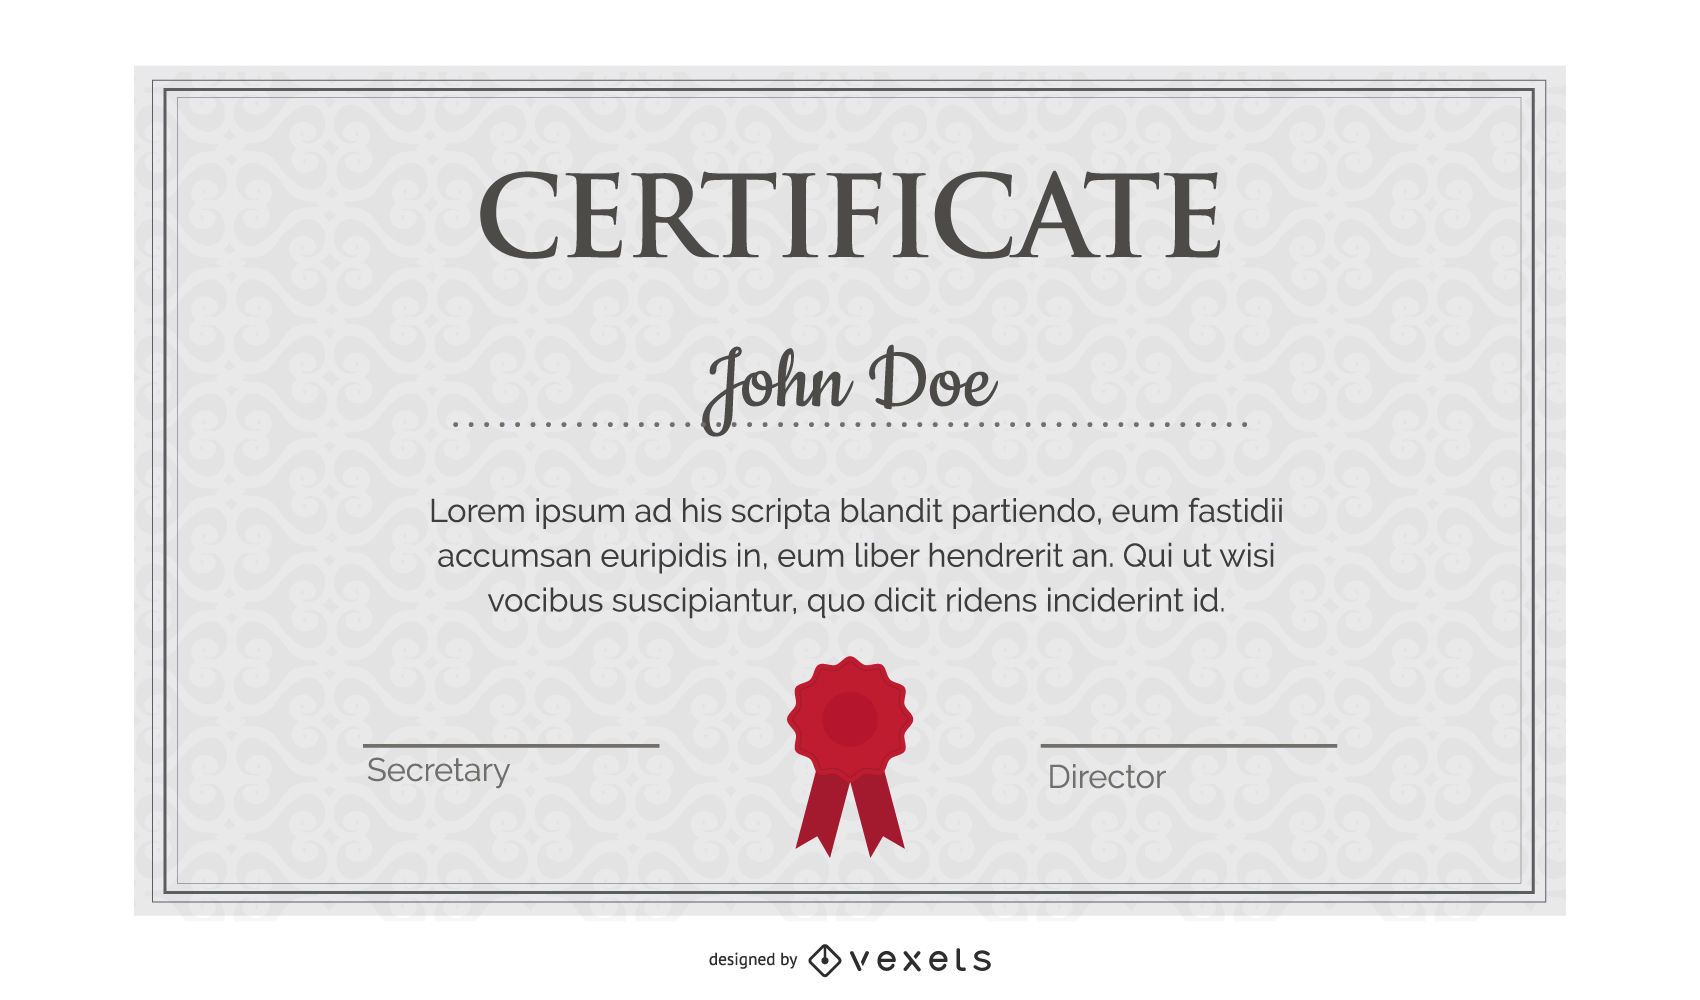 CERTIFICATE
John Doe
Lorem ipsum ad his scripta blandit partiendo, eum fastidii
accumsan euripidis in, eum liber hendrerit an. Qui ut wisi
vocibus suscipiantur, quo dicit ridens inciderint id.
Secretary
Director
designed by vexels